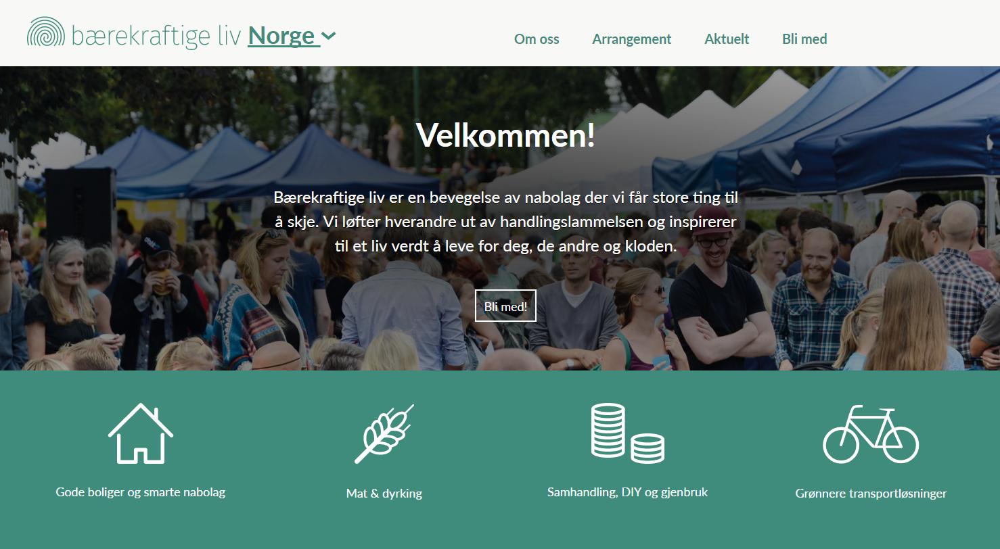 bærekraftige liv Norge
Om oss Arrangement Aktuelt Bli med
Velkommen!
Bærekraftige liv er en bevegelse av nabolag der vi får store ting til
å skje. Vi løfter hverandre ut av handlingslammelsen og inspirerer
til et liv verdt å leve for deg, de andre og kloden.
Bli med!
Gode boliger og smarte nabolag
Mat & dyrking
Samhandling, DIY og gjenbruk
Grønnere transportløsninger